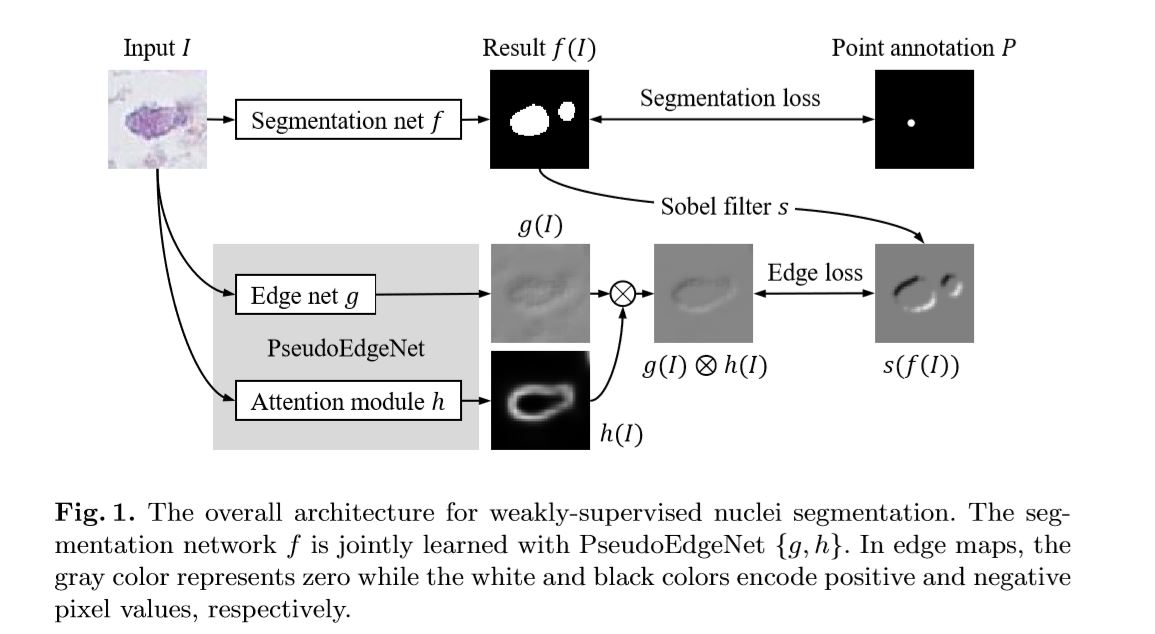 Input I
Result f(I)
Point annotation P
Segmentation net f
Segmentation loss
Sobel filter s
g(I)
Edge net g
Edge loss
PseudoEdgeNet
g(I) ⊗ h(I)
s(f(I))
Attention module h
h(I)
Fig. 1. The overall architecture for weakly-supervised nuclei segmentation. The seg-
mentation network f is jointly learned with PseudoEdgeNet {g, h}. In edge maps, the
gray color represents zero while the white and black colors encode positive and negative
pixel values, respectively.